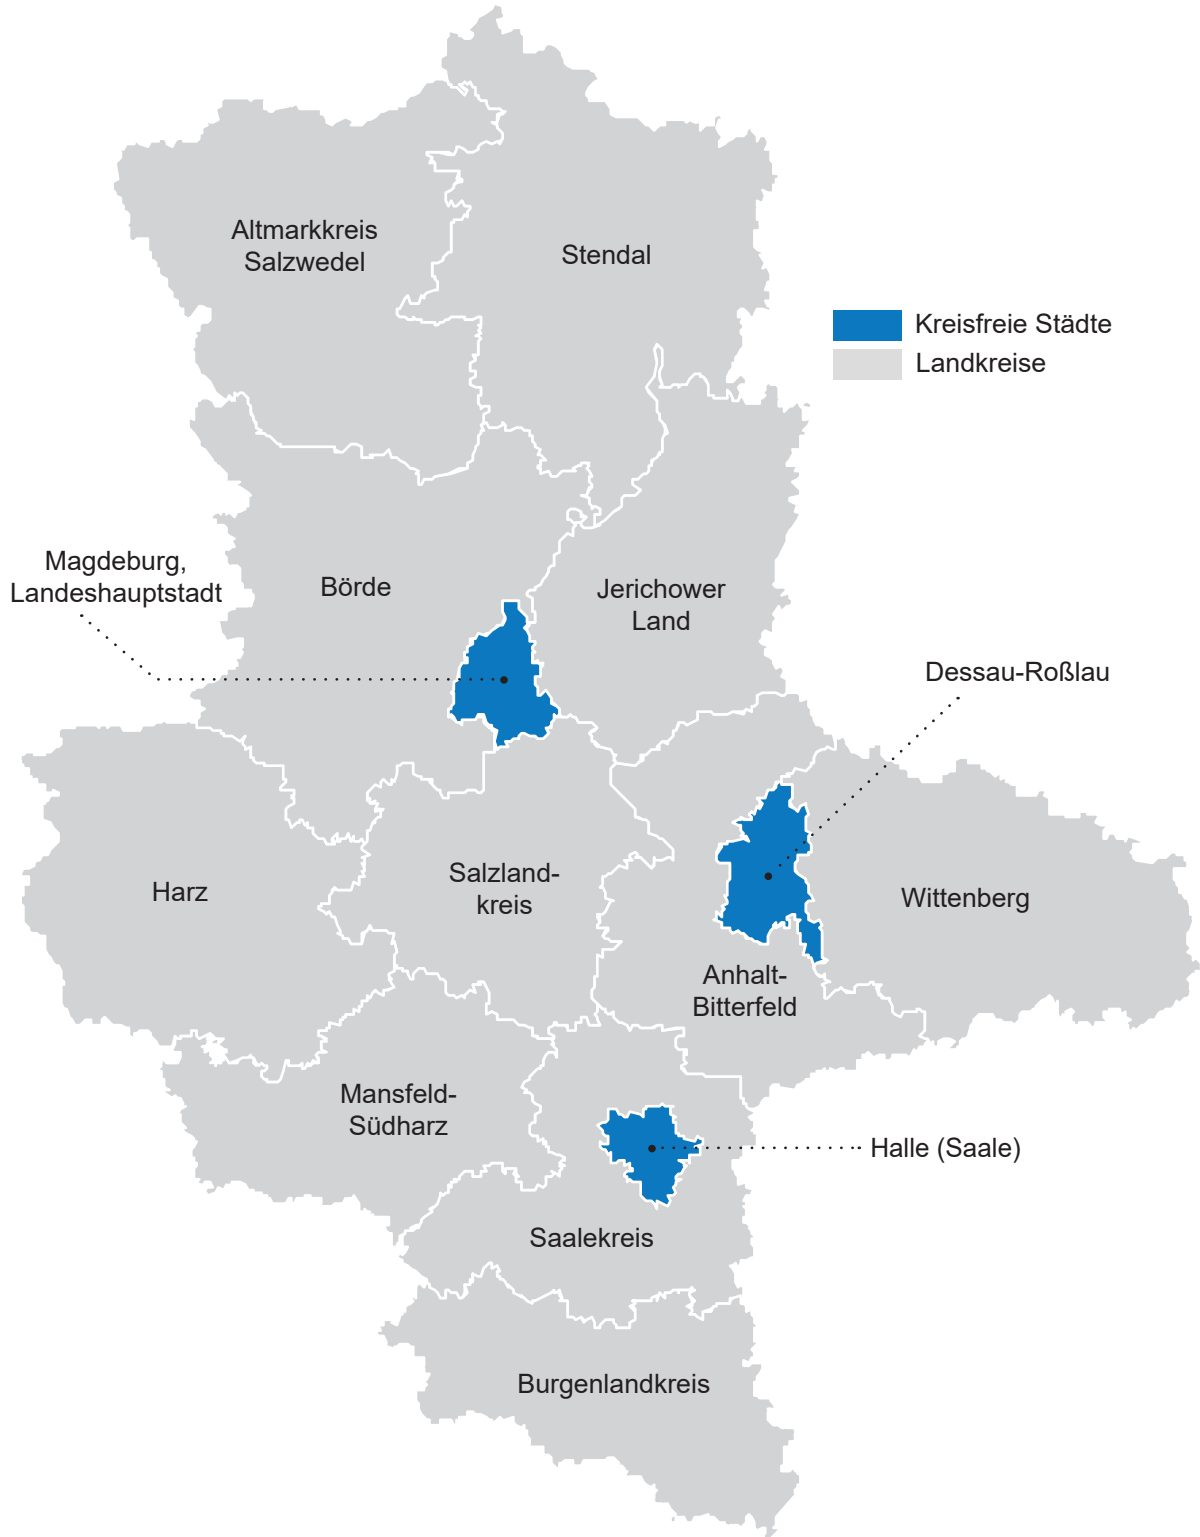 Altmarkkreis
Salzwedel
Stendal
Kreisfreie Städte
Landkreise
Magdeburg,
Landeshauptstadt
Börde
Jerichower
Land
Dessau-Roßlau
Harz
Salzland-
kreis
Wittenberg
Anhalt-
Bitterfeld
Mansfeld-
Südharz
Halle (Saale)
Saalekreis
Burgenlandkreis